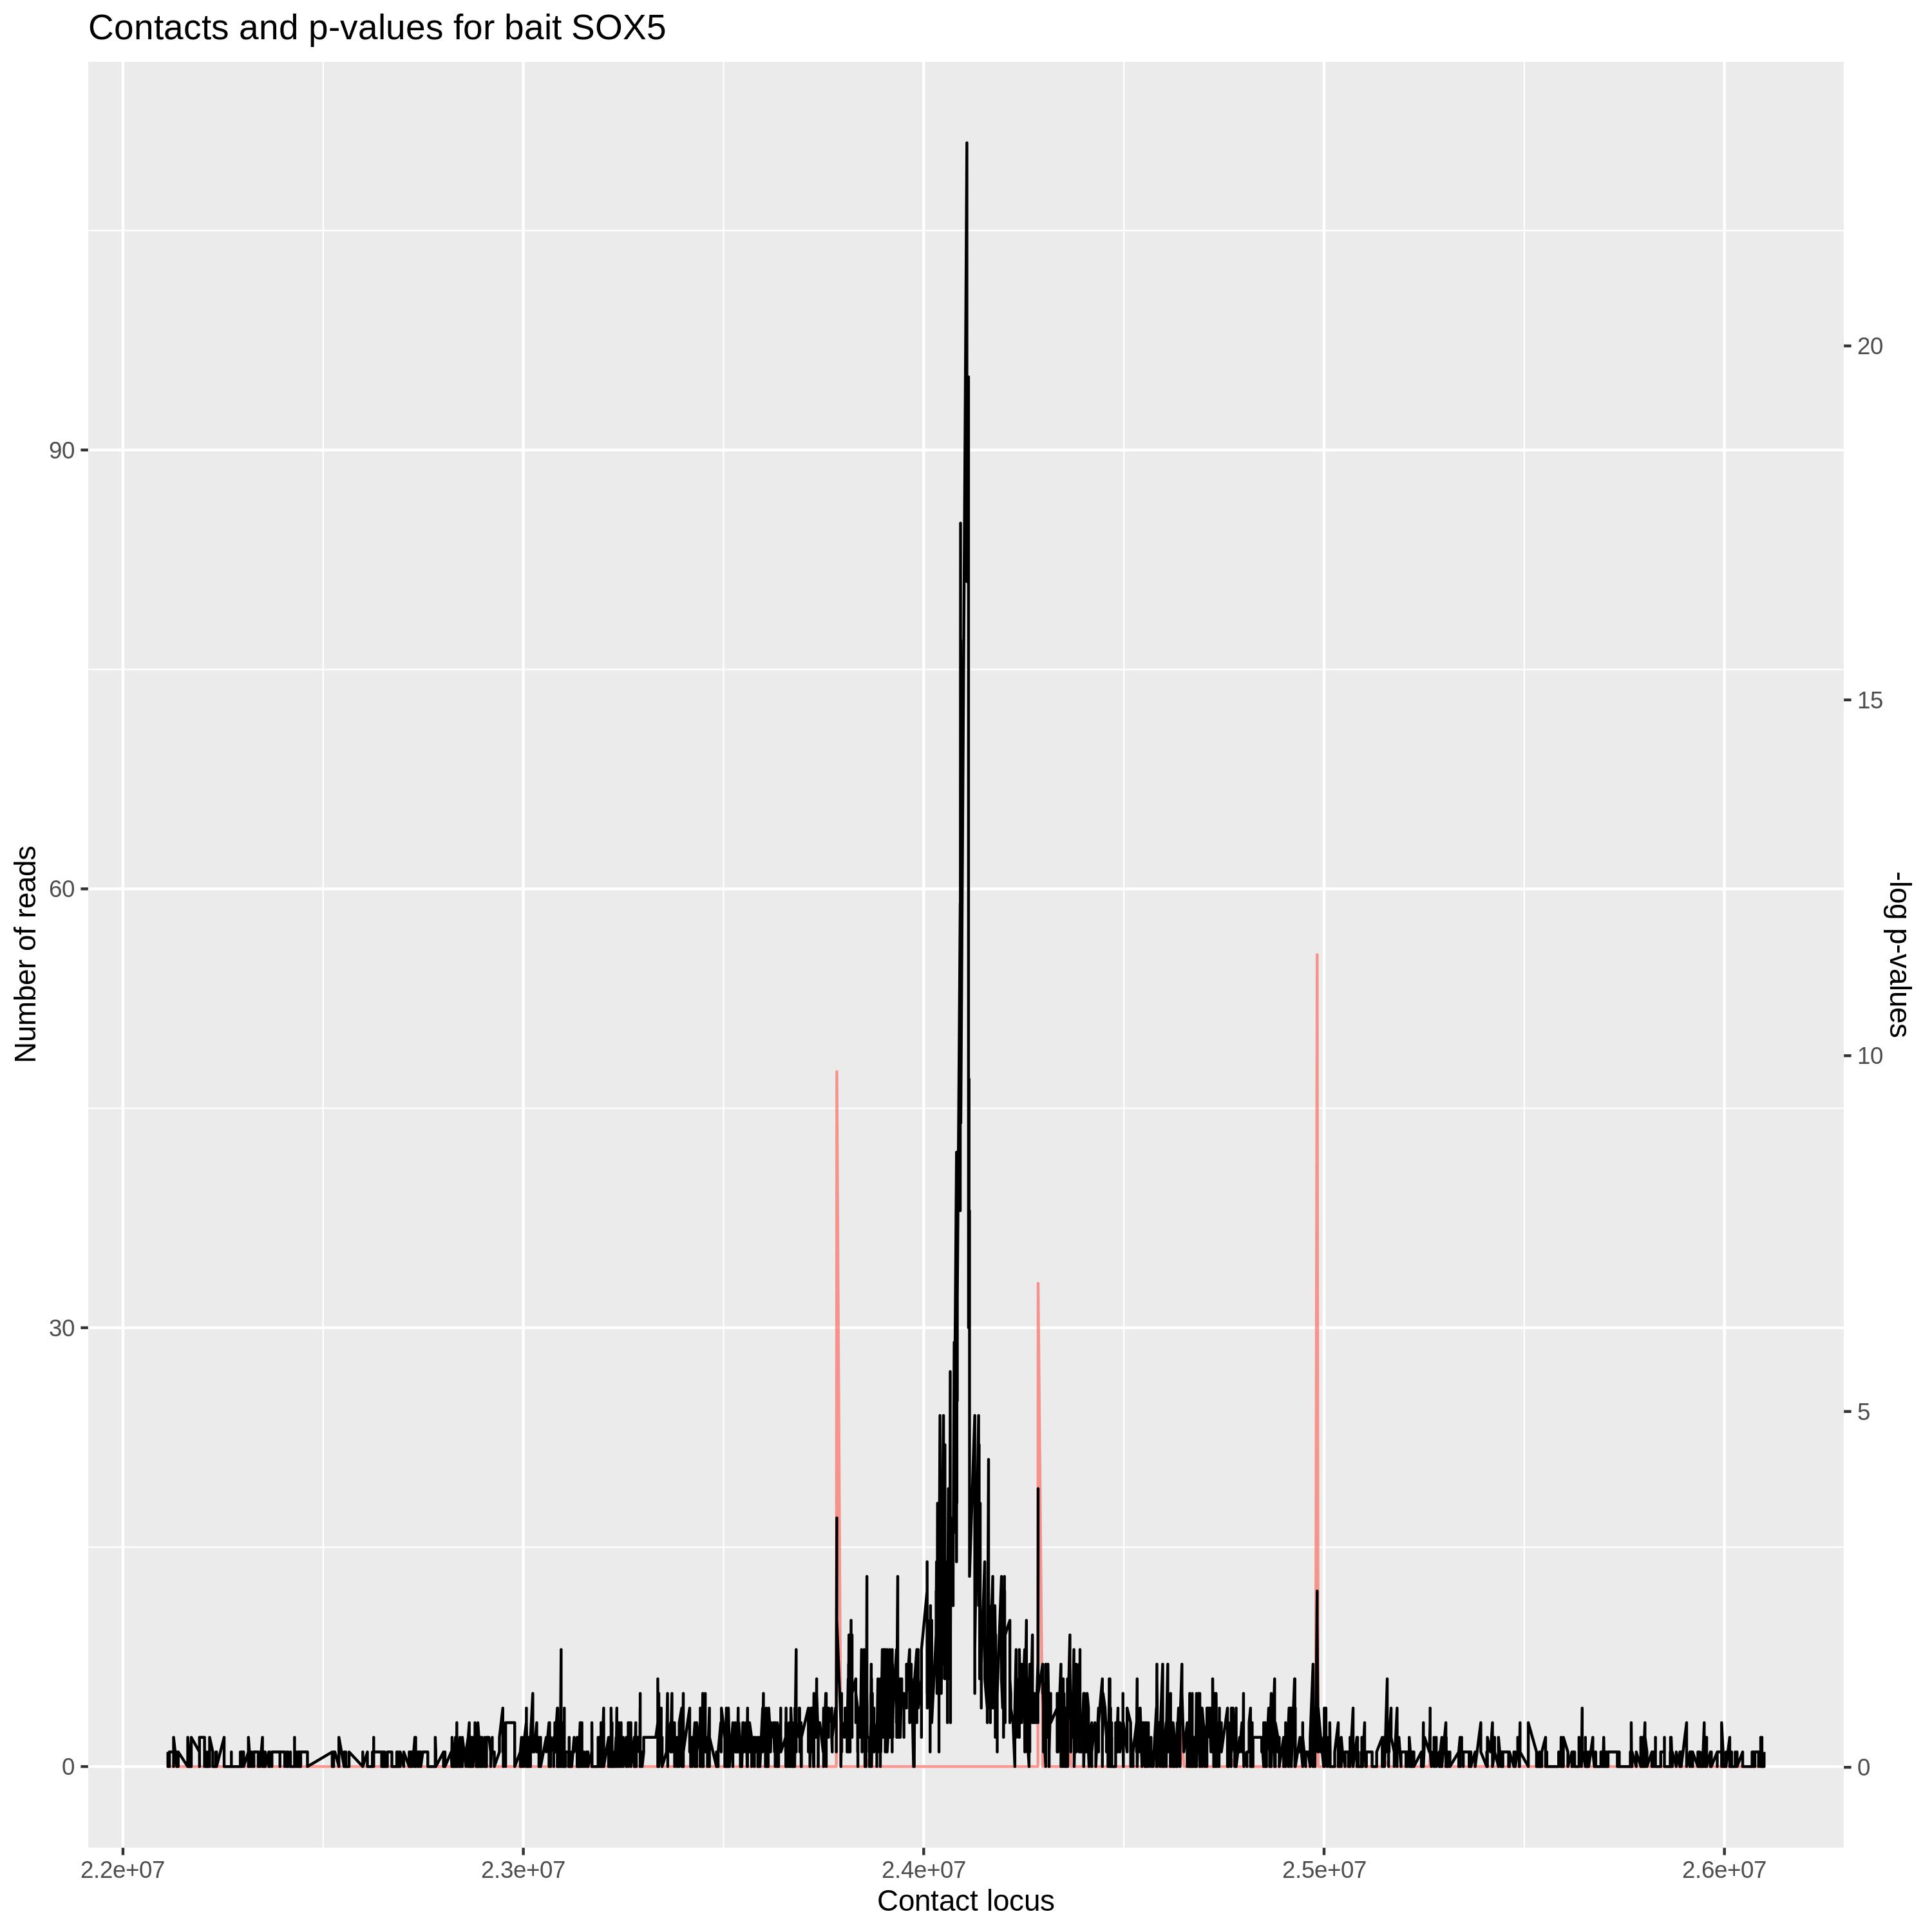 Contacts and p-values for bait SOX5
Number of reads
90
60
30
0
20
15
10
5
0
-log p-values
2.2e+07 2.3e+07 2.4e+07 2.5e+07 2.6e+07
Contact locus